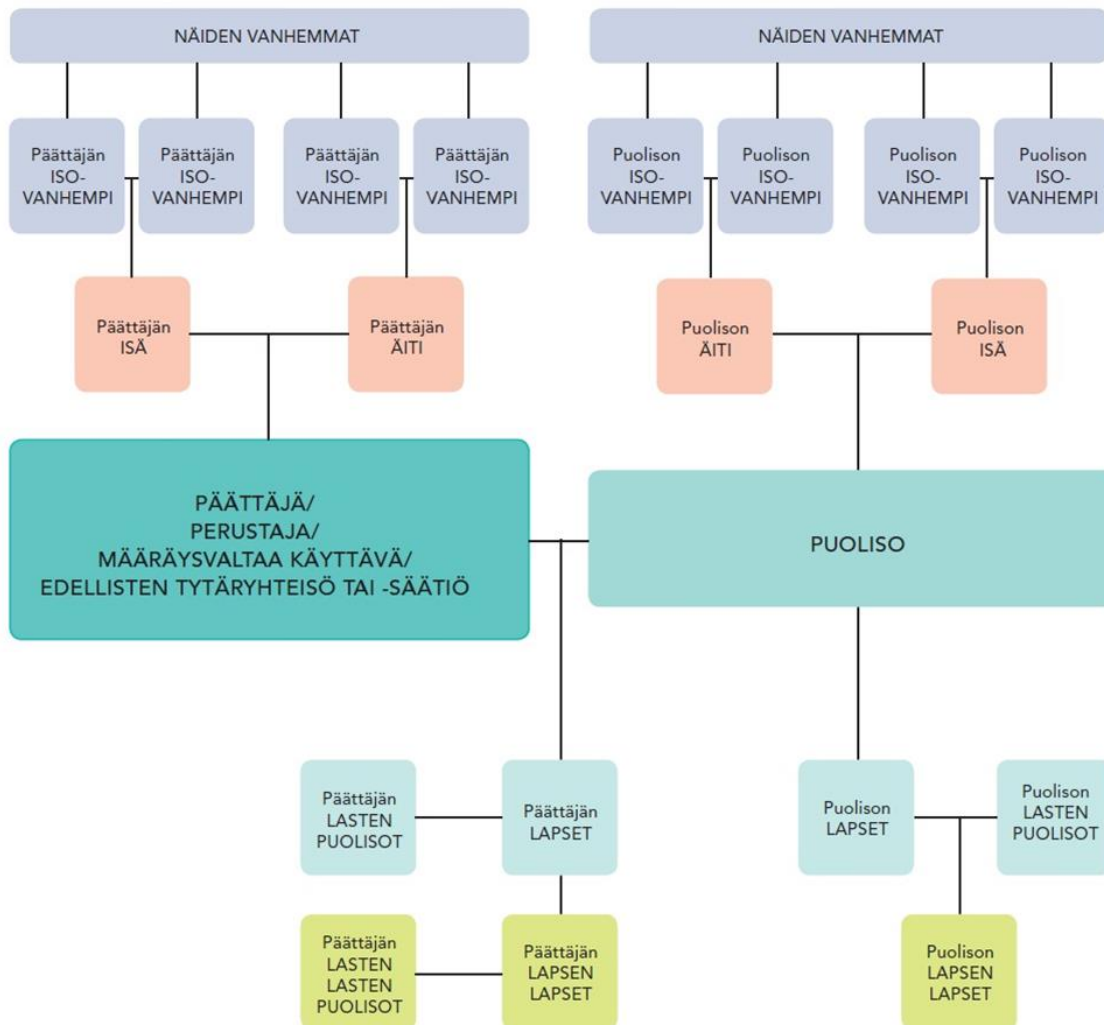 NÄIDEN VANHEMMAT
NÄIDEN VANHEMMAT
Päättäjän
ISO-
VANHEMPI
Päättäjän
ISO-
VANHEMPI
Päättäjän
ISO-
VANHEMPI
Päättäjän
ISO-
VANHEMPI
Puolison
ISO-
VANHEMPI
Puolison
ISO-
VANHEMPI
Puolison
ISO-
VANHEMPI
Puolison
ISO-
VANHEMPI
Päättäjän
ISÄ
Päättäjän
ÄITI
Puolison
ÄITI
Puolison
ISÄ
PÄÄTTÄJÄ/
PERUSTAJA/
MÄÄRÄYSVALTAA KÄYTTÄVÄ/
EDELLISTEN TYTÄRYHTEISÖ TAI -SÄÄTIÖ
PUOLISO
Päättäjän
LASTEN
PUOLISOT
Päättäjän
LAPSET
Puolison
LAPSET
Puolison
LASTEN
PUOLISOT
Päättäjän
LASTEN
LASTEN
PUOLISOT
Päättäjän
LAPSEN
LAPSET
Puolison
LAPSEN
LAPSET